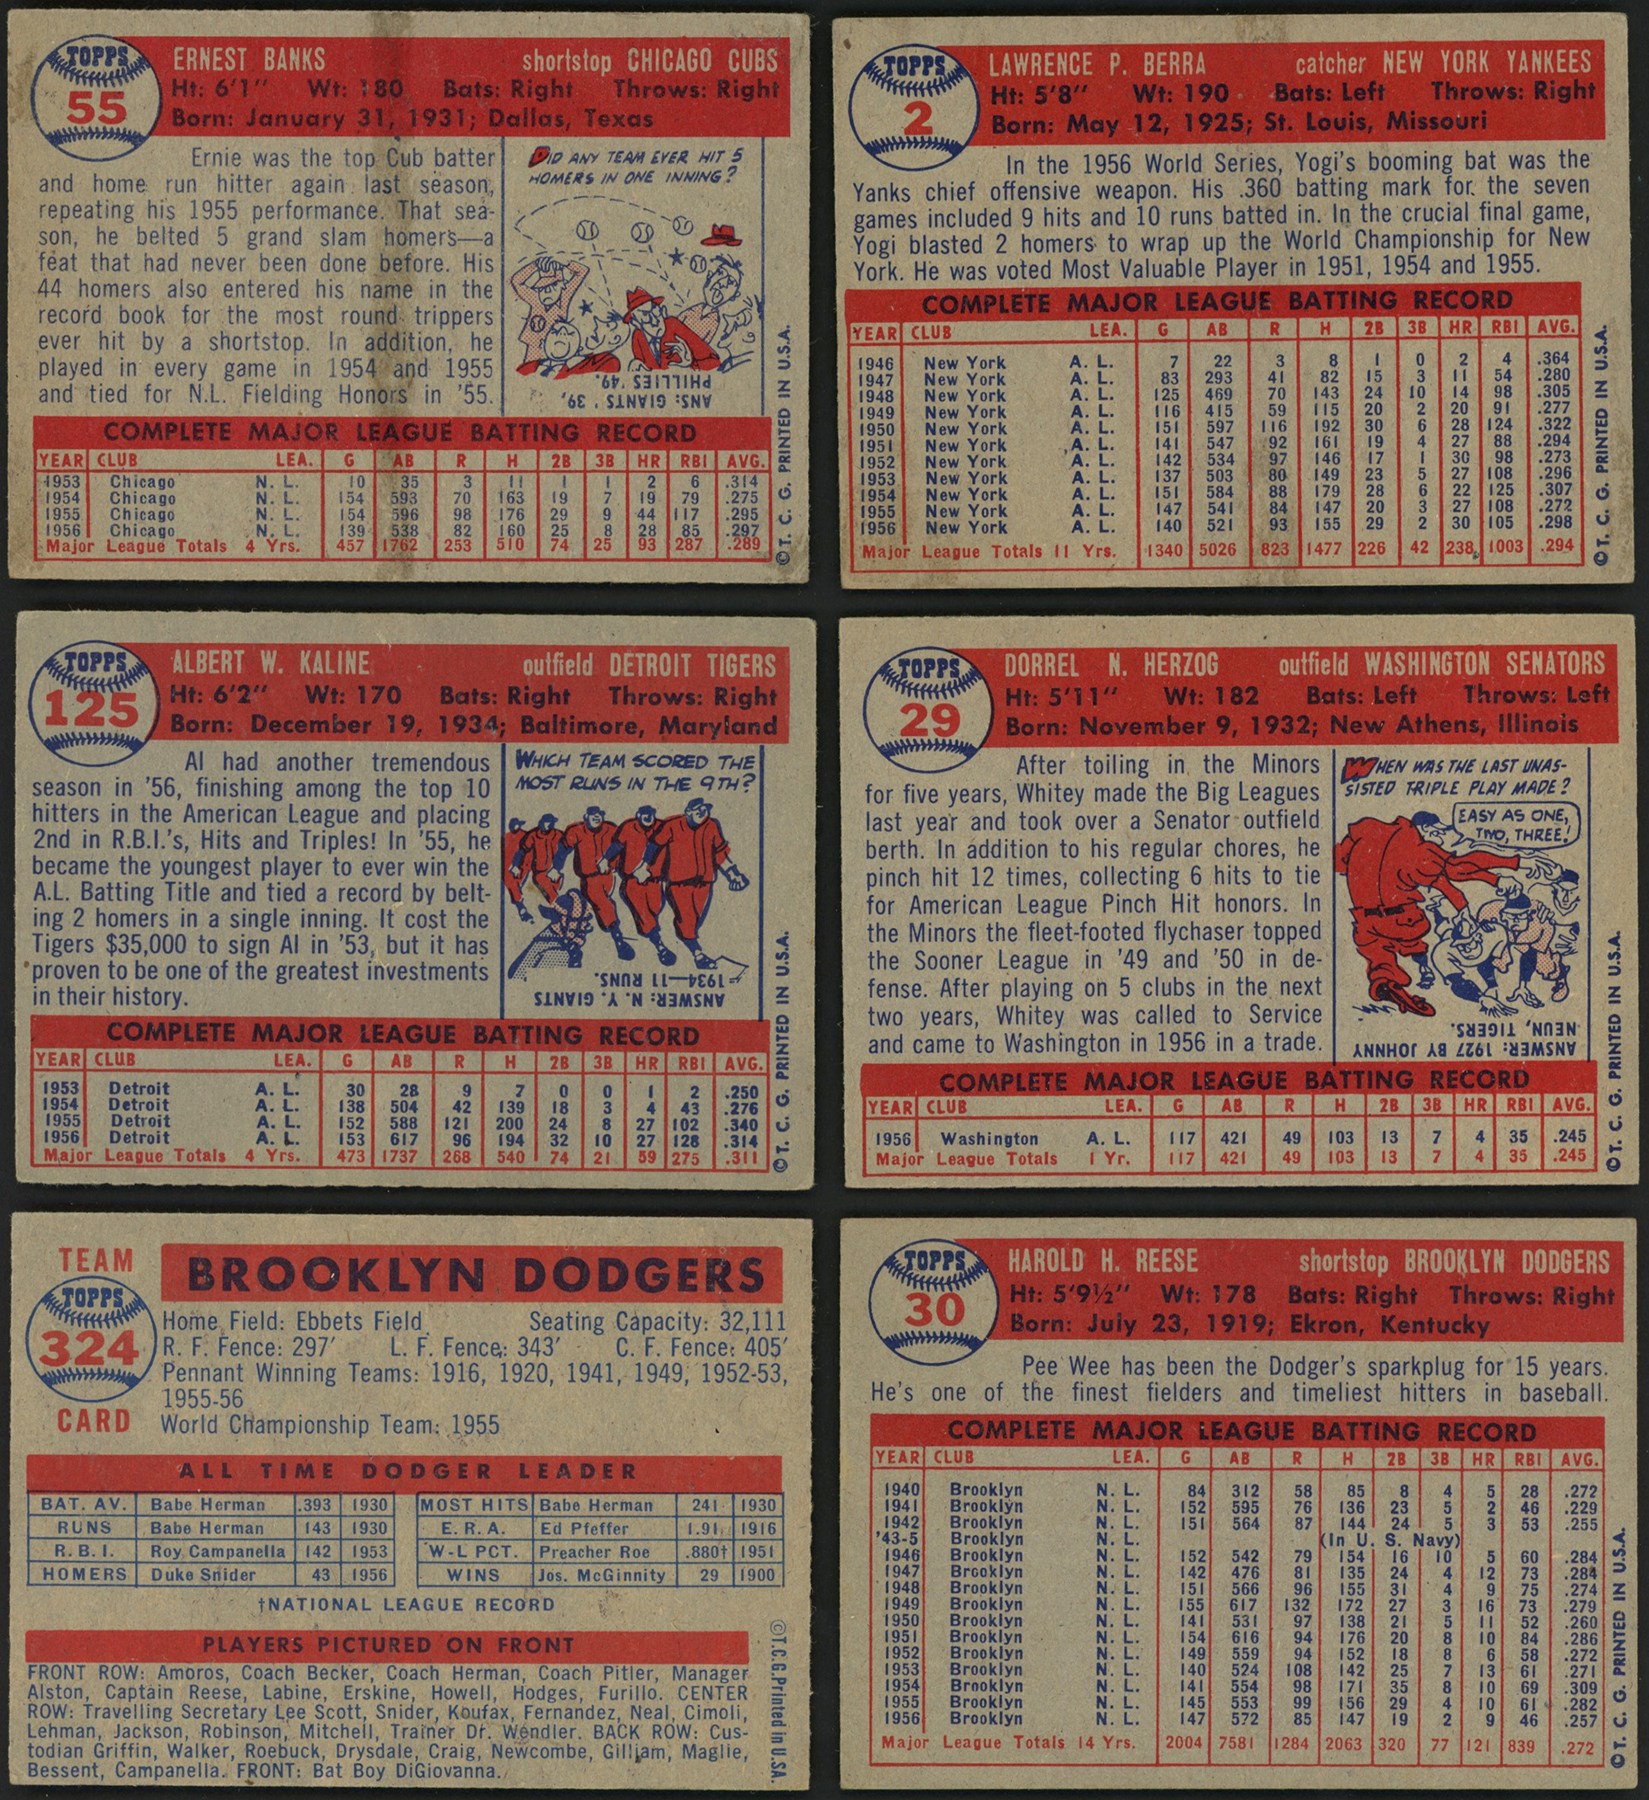 TOPPS
55
ERNEST BANKS shortstop CHICAGO CUBS
Ht: 6'1" Wt: 180 Bats: Right Throws: Right
Born: January 31, 1931; Dallas, Texas
Ernie was the top Cub batter
and home run hitter again last season,
repeating his 1955 performance. That sea-
son, he belted 5 grand slam homers—a
feat that had never been done before. His
44 homers also entered his name in the
record book for the most round trippers
ever hit by a shortstop. In addition, he
played in every game in 1954 and 1955
and tied for N.L. Fielding Honors in '55.
DID ANY TEAM EVER HIT 5
HOMERS IN ONE INNING?
ANS: GIANTS '39,
PHILLIES '49.
COMPLETE MAJOR LEAGUE BATTING RECORD
YEAR CLUB LEA. G AB R H 2B 3B HR RBI AVG.
1953 Chicago N. L. 10 35 3 11 1 1 2 6 .314
1954 Chicago N. L. 154 593 70 163 19 7 19 79 .275
1955 Chicago N. L. 154 596 98 176 29 9 44 117 .295
1956 Chicago N. L. 139 538 82 160 25 8 28 85 .297
Major League Totals 4 Yrs. 457 1762 253 510 74 25 93 287 .289
© T. C. G. PRINTED IN U.S.A.
TOPPS
2
LAWRENCE P. BERRA catcher NEW YORK YANKEES
Ht: 5'8" Wt: 190 Bats: Left Throws: Right
Born: May 12, 1925; St. Louis, Missouri
In the 1956 World Series, Yogi's booming bat was the
Yanks chief offensive weapon. His .360 batting mark for the seven
games included 9 hits and 10 runs batted in. In the crucial final game,
Yogi blasted 2 homers to wrap up the World Championship for New
York. He was voted Most Valuable Player in 1951, 1954 and 1955.
COMPLETE MAJOR LEAGUE BATTING RECORD
YEAR CLUB LEA. G AB R H 2B 3B HR RBI AVG.
1946 New York A. L. 7 22 3 8 1 0 2 4 .364
1947 New York A. L. 83 293 41 82 15 3 11 54 .280
1948 New York A. L. 125 469 70 143 24 10 14 98 .305
1949 New York A. L. 116 415 59 115 20 2 20 91 .277
1950 New York A. L. 151 597 116 192 30 6 28 124 .322
1951 New York A. L. 141 547 92 161 19 4 27 88 .294
1952 New York A. L. 142 534 97 146 17 1 30 98 .273
1953 New York A. L. 137 503 80 149 23 5 27 108 .296
1954 New York A. L. 151 584 88 179 28 6 22 125 .307
1955 New York A. L. 147 541 84 147 20 3 27 108 .272
1956 New York A. L. 140 521 93 155 29 2 30 105 .298
Major League Totals 11 Yrs. 1340 5026 823 1477 226 42 238 1003 .294
© T. C. G. PRINTED IN U.S.A.
TOPPS
125
ALBERT W. KALINE outfield DETROIT TIGERS
Ht: 6'2" Wt: 170 Bats: Right Throws: Right
Born: December 19, 1934; Baltimore, Maryland
Al had another tremendous
season in '56, finishing among the top 10
hitters in the American League and placing
2nd in R.B.I.'s, Hits and Triples! In '55, he
became the youngest player to ever win the
A.L. Batting Title and tied a record by belt-
ing 2 homers in a single inning. It cost the
Tigers $35,000 to sign Al in '53, but it has
proven to be one of the greatest investments
in their history.
WHICH TEAM SCORED THE
MOST RUNS IN THE 9TH?
ANSWER: N. Y. GIANTS
—1934—11 RUNS.
COMPLETE MAJOR LEAGUE BATTING RECORD
YEAR CLUB LEA. G AB R H 2B 3B HR RBI AVG.
1953 Detroit A. L. 30 28 9 7 0 0 1 2 .250
1954 Detroit A. L. 138 504 42 139 18 3 4 43 .276
1955 Detroit A. L. 152 588 121 200 24 8 27 102 .340
1956 Detroit A. L. 153 617 96 194 32 10 27 128 .314
Major League Totals 4 Yrs. 473 1737 268 540 74 21 59 275 .311
© T. C. G. PRINTED IN U.S.A.
TOPPS
29
DORREL N. HERZOG outfield WASHINGTON SENATORS
Ht: 5'11" Wt: 182 Bats: Left Throws: Left
Born: November 9, 1932; New Athens, Illinois
After toiling in the Minors
for five years, Whitey made the Big Leagues
last year and took over a Senator outfield
berth. In addition to his regular chores, he
pinch hit 12 times, collecting 6 hits to tie
for American League Pinch Hit honors. In
the Minors the fleet-footed flychaser topped
the Sooner League in '49 and '50 in de-
fense. After playing on 5 clubs in the next
two years, Whitey was called to Service
and came to Washington in 1956 in a trade.
WHEN WAS THE LAST UNAS-
SISTED TRIPLE PLAY MADE?
EASY AS ONE,
TWO, THREE!
ANSWER: 1927 BY JOHNNY
NEUN, TIGERS.
COMPLETE MAJOR LEAGUE BATTING RECORD
YEAR CLUB LEA. G AB R H 2B 3B HR RBI AVG.
1956 Washington A. L. 117 421 49 103 13 7 4 35 .245
Major League Totals 1 Yr. 117 421 49 103 13 7 4 35 .245
© T. C. G. PRINTED IN U.S.A.
TEAM
TOPPS
324
CARD
BROOKLYN DODGERS
Home Field: Ebbets Field Seating Capacity: 32,111
R. F. Fence: 297' L. F. Fence: 343' C. F. Fence: 405'
Pennant Winning Teams: 1916, 1920, 1941, 1949, 1952-53,
1955-56
World Championship Team: 1955
ALL TIME DODGER LEADER
BAT. AV. Babe Herman .393 1930 MOST HITS Babe Herman 241 1930
RUNS Babe Herman 143 1930 E. R. A. Ed Pfeffer 1.91 1916
R. B. I. Roy Campanella 142 1953 W-L PCT. Preacher Roe .880† 1951
HOMERS Duke Snider 43 1956 WINS Jos. McGinnity 29 1900
†NATIONAL LEAGUE RECORD
PLAYERS PICTURED ON FRONT
FRONT ROW: Amoros, Coach Becker, Coach Herman, Coach Pitler, Manager
Alston, Captain Reese, Labine, Erskine, Howell, Hodges, Furillo. CENTER
ROW: Travelling Secretary Lee Scott, Snider, Koufax, Fernandez, Neal, Cimoli,
Lehman, Jackson, Robinson, Mitchell, Trainer Dr. Wendler. BACK ROW: Cus-
todian Griffin, Walker, Roebuck, Drysdale, Craig, Newcombe, Gilliam, Maglie,
Bessent, Campanella. FRONT: Bat Boy DiGiovanna.
© T.C.G. Printed in U.S.A.
TOPPS
30
HAROLD H. REESE shortstop BROOKLYN DODGERS
Ht: 5'9½" Wt: 178 Bats: Right Throws: Right
Born: July 23, 1919; Ekron, Kentucky
Pee Wee has been the Dodger's sparkplug for 15 years.
He's one of the finest fielders and timeliest hitters in baseball.
COMPLETE MAJOR LEAGUE BATTING RECORD
YEAR CLUB LEA. G AB R H 2B 3B HR RBI AVG.
1940 Brooklyn N. L. 84 312 58 85 8 4 5 28 .272
1941 Brooklyn N. L. 152 595 76 136 23 5 2 46 .229
1942 Brooklyn N. L. 151 564 87 144 24 5 3 53 .255
'43-5 Brooklyn N. L. (In U. S. Navy)
1946 Brooklyn N. L. 152 542 79 154 16 10 5 60 .284
1947 Brooklyn N. L. 142 476 81 135 24 4 12 73 .284
1948 Brooklyn N. L. 151 566 96 155 31 4 9 75 .274
1949 Brooklyn N. L. 155 617 132 172 27 3 16 73 .279
1950 Brooklyn N. L. 141 531 97 138 21 5 11 52 .260
1951 Brooklyn N. L. 154 616 94 176 20 8 10 84 .286
1952 Brooklyn N. L. 149 559 94 152 18 8 6 58 .272
1953 Brooklyn N. L. 140 524 108 142 25 7 13 61 .271
1954 Brooklyn N. L. 141 554 98 171 35 8 10 69 .309
1955 Brooklyn N. L. 145 553 99 156 29 4 10 61 .282
1956 Brooklyn N. L. 147 572 85 147 19 2 9 46 .257
Major League Totals 14 Yrs. 2004 7581 1284 2063 320 77 121 839 .272
© T. C. G. PRINTED IN U.S.A.